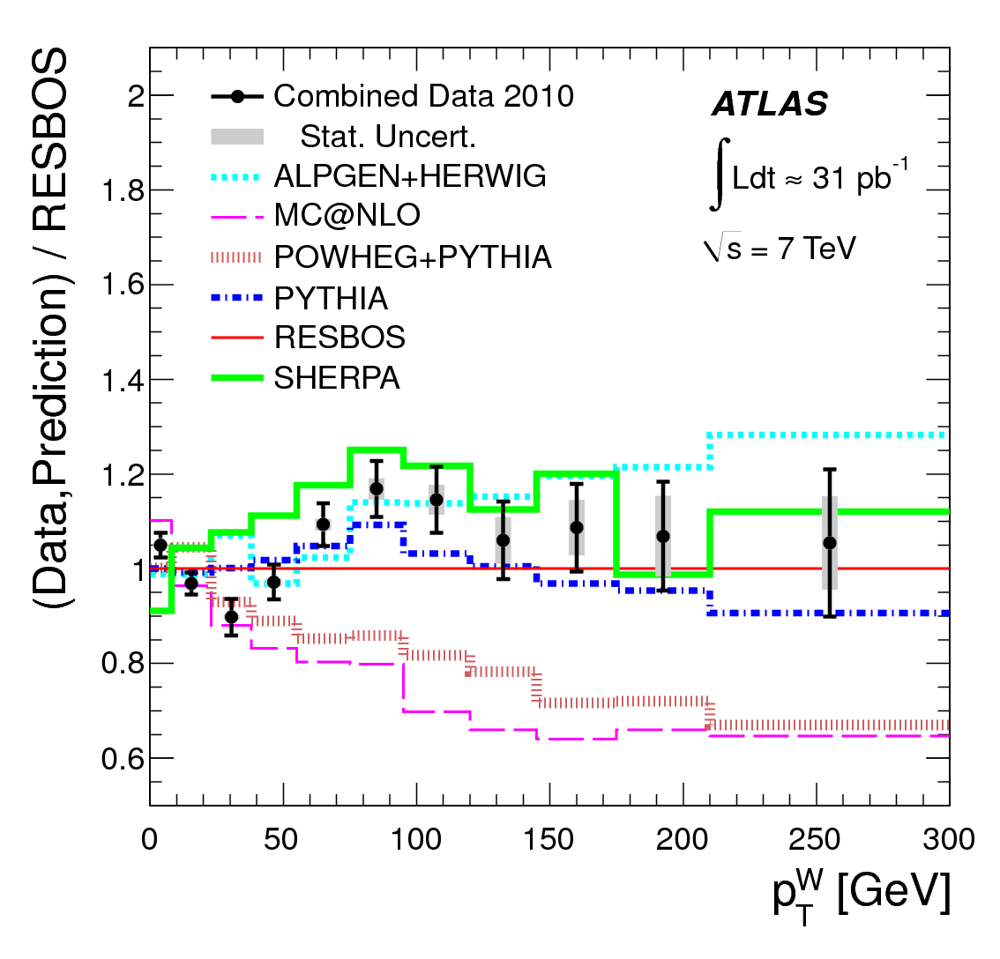 (Data,Prediction) / RESBOS
2
1.8
1.6
1.4
1.2
1
0.8
0.6
Combined Data 2010
Stat. Uncert.
ALPGEN+HERWIG
MC@NLO
POWHEG+PYTHIA
PYTHIA
RESBOS
SHERPA
ATLAS
∫Ldt ≈ 31 pb⁻¹
√s = 7 TeV
0 50 100 150 200 250 300
p_T^W [GeV]